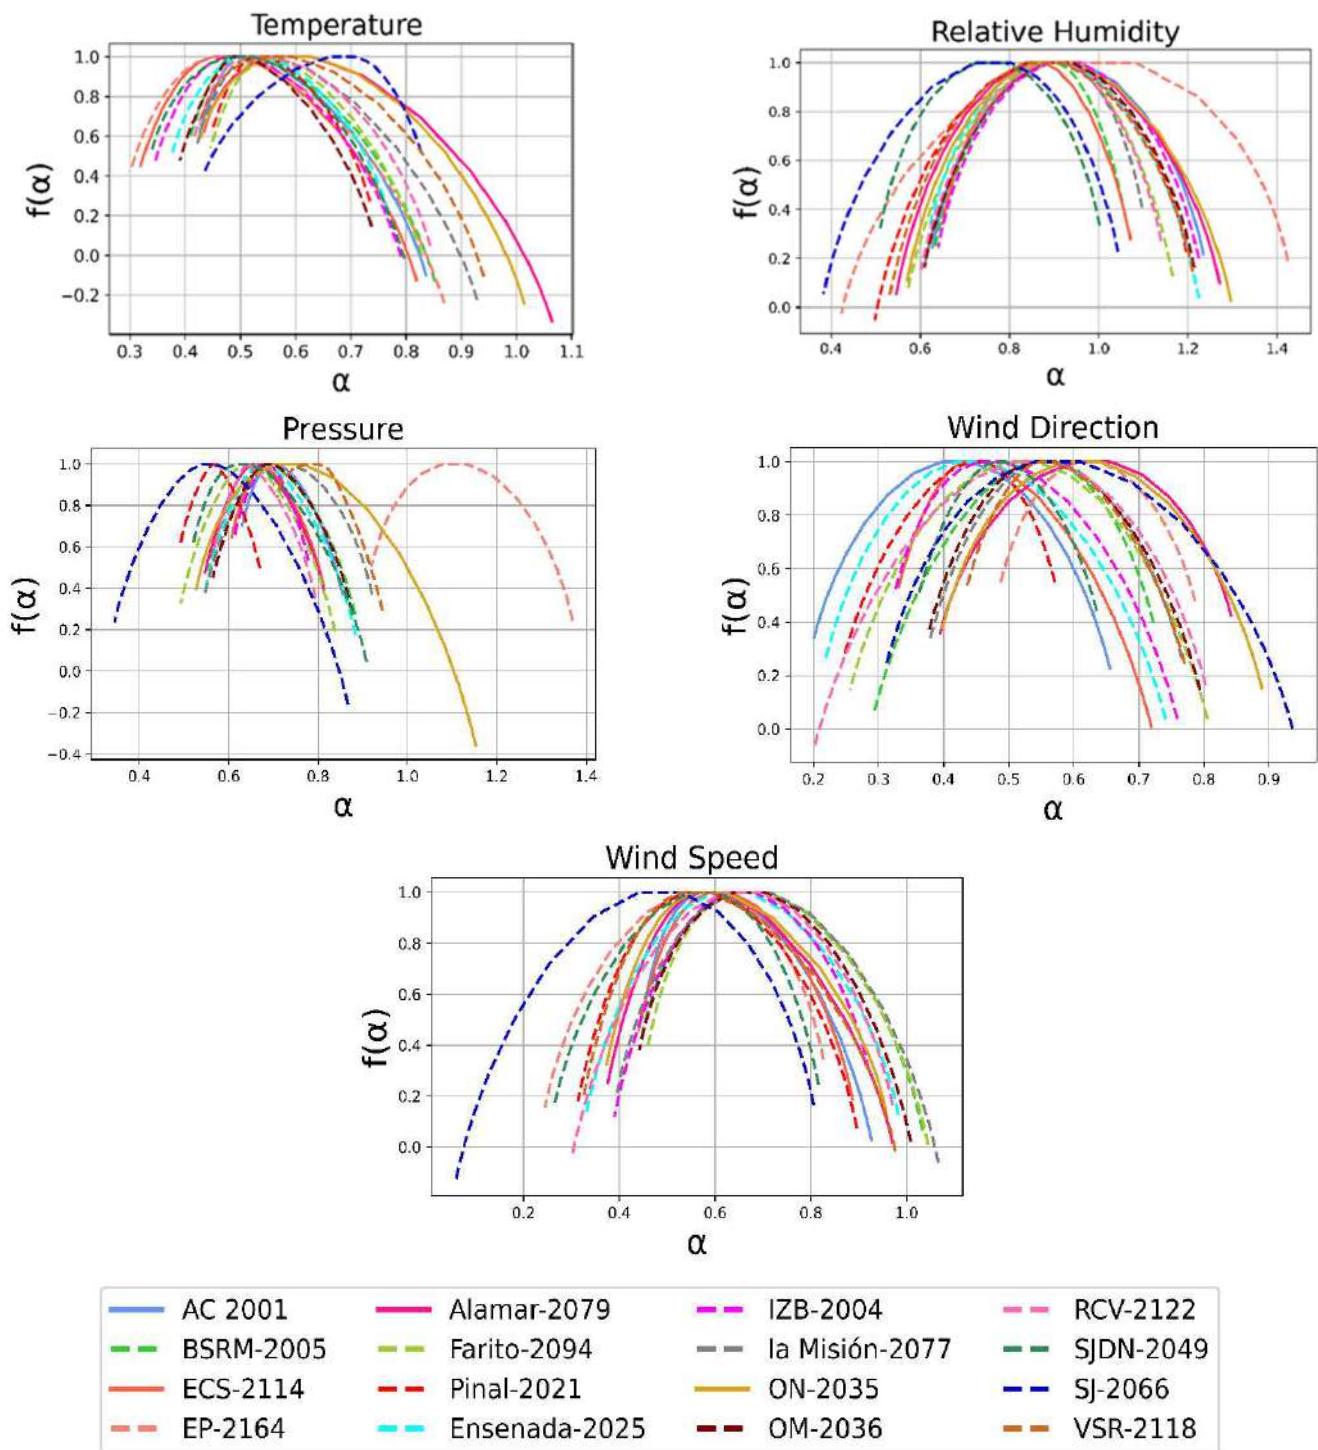 Temperature
1.0
0.8
0.6
0.4
0.2
0.0
−0.2
f(α)
0.3 0.4 0.5 0.6 0.7 0.8 0.9 1.0 1.1
α
Relative Humidity
1.0
0.8
0.6
0.4
0.2
0.0
f(α)
0.4 0.6 0.8 1.0 1.2 1.4
α
Pressure
1.0
0.8
0.6
0.4
0.2
0.0
−0.2
−0.4
f(α)
0.4 0.6 0.8 1.0 1.2 1.4
α
Wind Direction
1.0
0.8
0.6
0.4
0.2
0.0
f(α)
0.2 0.3 0.4 0.5 0.6 0.7 0.8 0.9
α
Wind Speed
1.0
0.8
0.6
0.4
0.2
0.0
f(α)
0.2 0.4 0.6 0.8 1.0
α
AC 2001 Alamar-2079 IZB-2004 RCV-2122
BSRM-2005 Farito-2094 la Misión-2077 SJDN-2049
ECS-2114 Pinal-2021 ON-2035 SJ-2066
EP-2164 Ensenada-2025 OM-2036 VSR-2118